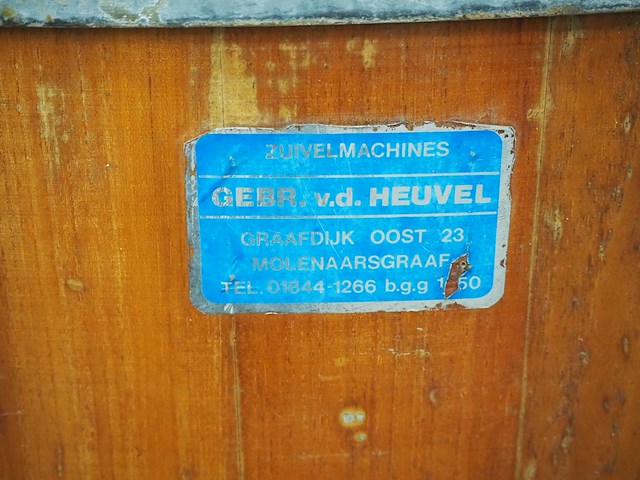 ZUIVELMACHINES
GEBR. v.d. HEUVEL
GRAAFDIJK OOST 23
MOLENAARSGRAAF
TEL. 01844-1266 b.g.g